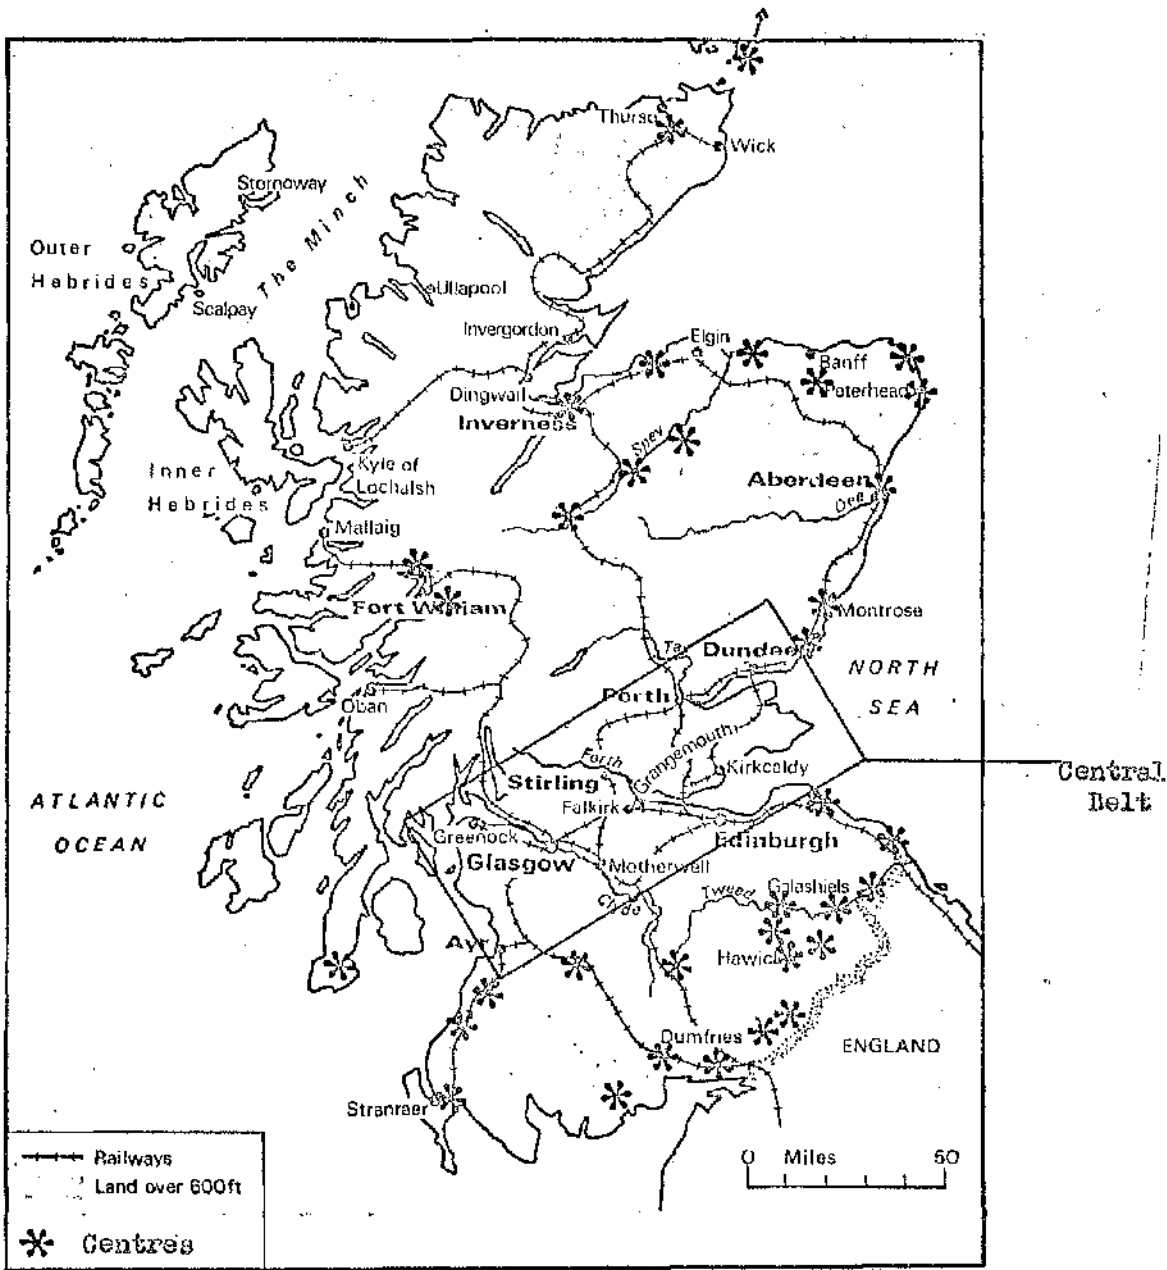 Thurso
Wick
Stornoway
The Minch
Outer
Hebrides
Scalpay
Ullapool
Invergordon
Elgin
Banff
Peterhead
Dingwall
Inverness
Spey
Kyle of
Lochalsh
Inner
Hebrides
Aberdeen
Dee
Mallaig
Fort William
Montrose
Dundee
NORTH
SEA
Perth
Oban
Forth
Grangemouth
Kirkcaldy
Stirling
Falkirk
Central
Belt
ATLANTIC
OCEAN
Greenock
Edinburgh
Glasgow
Motherwell
Clyde
Tweed
Galashiels
Ayr
Hawick
Dumfries
ENGLAND
Stranraer
0 Miles 50
Railways
Land over 600ft
Centres